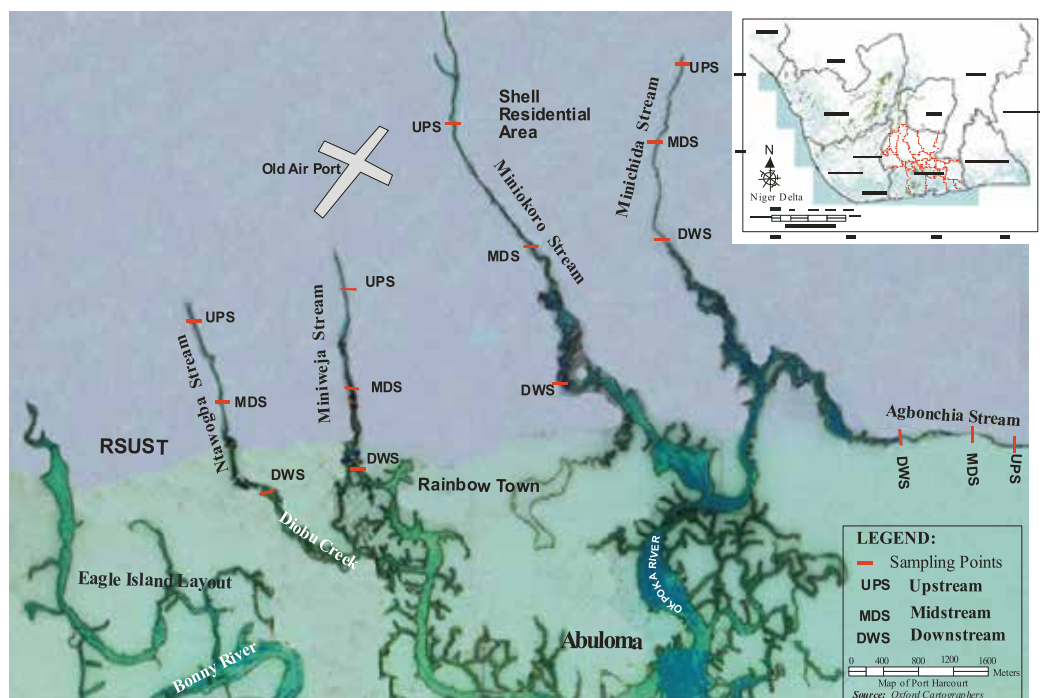 UPS
Shell
Residential
Area
UPS
Old Air Port
Minichida Stream
MDS
Miniokoro Stream
DWS
MDS
UPS
Miniweja Stream
UPS
Ntawogba Stream
MDS
MDS
DWS
Agbonchia Stream
RSUST
DWS
DWS
Rainbow Town
DWS
MDS
UPS
Diobu Creek
Eagle Island Layout
OKPOKA RIVER
Abuloma
Bonny River
N
Niger Delta
LEGEND:
Sampling Points
UPS Upstream
MDS Midstream
DWS Downstream
0 400 800 1200 1600
Meters
Map of Port Harcourt
Source: Oxford Cartographers